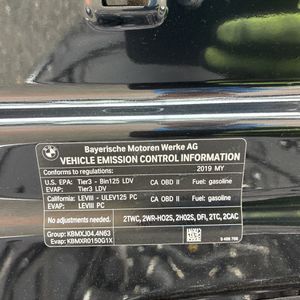 Bayerische Motoren Werke AG
VEHICLE EMISSION CONTROL INFORMATION
Conforms to regulations: 2019 MY
U.S. EPA: Tier3 - Bin125 LDV CA OBD II Fuel: gasoline
EVAP: Tier3 LDV
California: LEVIII - ULEV125 PC CA OBD II Fuel: gasoline
EVAP: LEVIII PC
No adjustments needed. 2TWC, 2WR-HO2S, 2HO2S, DFI, 2TC, 2CAC
Group: KBMXJ04.4N63
Evap: KBMXR0150G1X